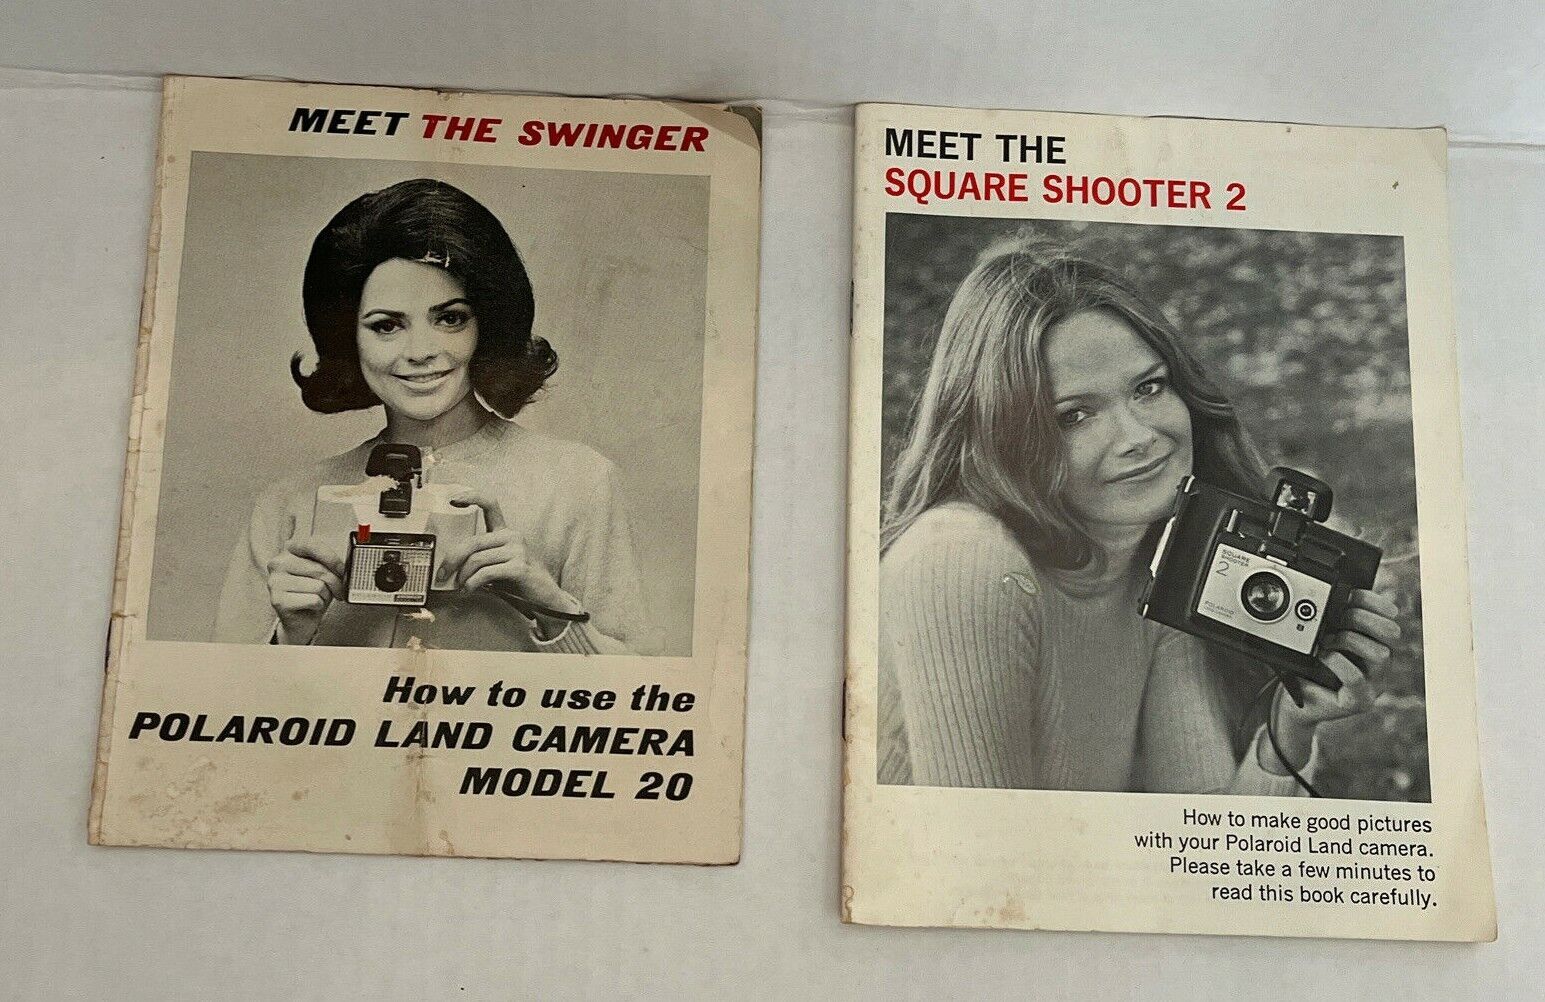 MEET THE SWINGER
How to use the
POLAROID LAND CAMERA
MODEL 20
MEET THE
SQUARE SHOOTER 2
SQUARE
SHOOTER
2
POLAROID
How to make good pictures
with your Polaroid Land camera.
Please take a few minutes to
read this book carefully.